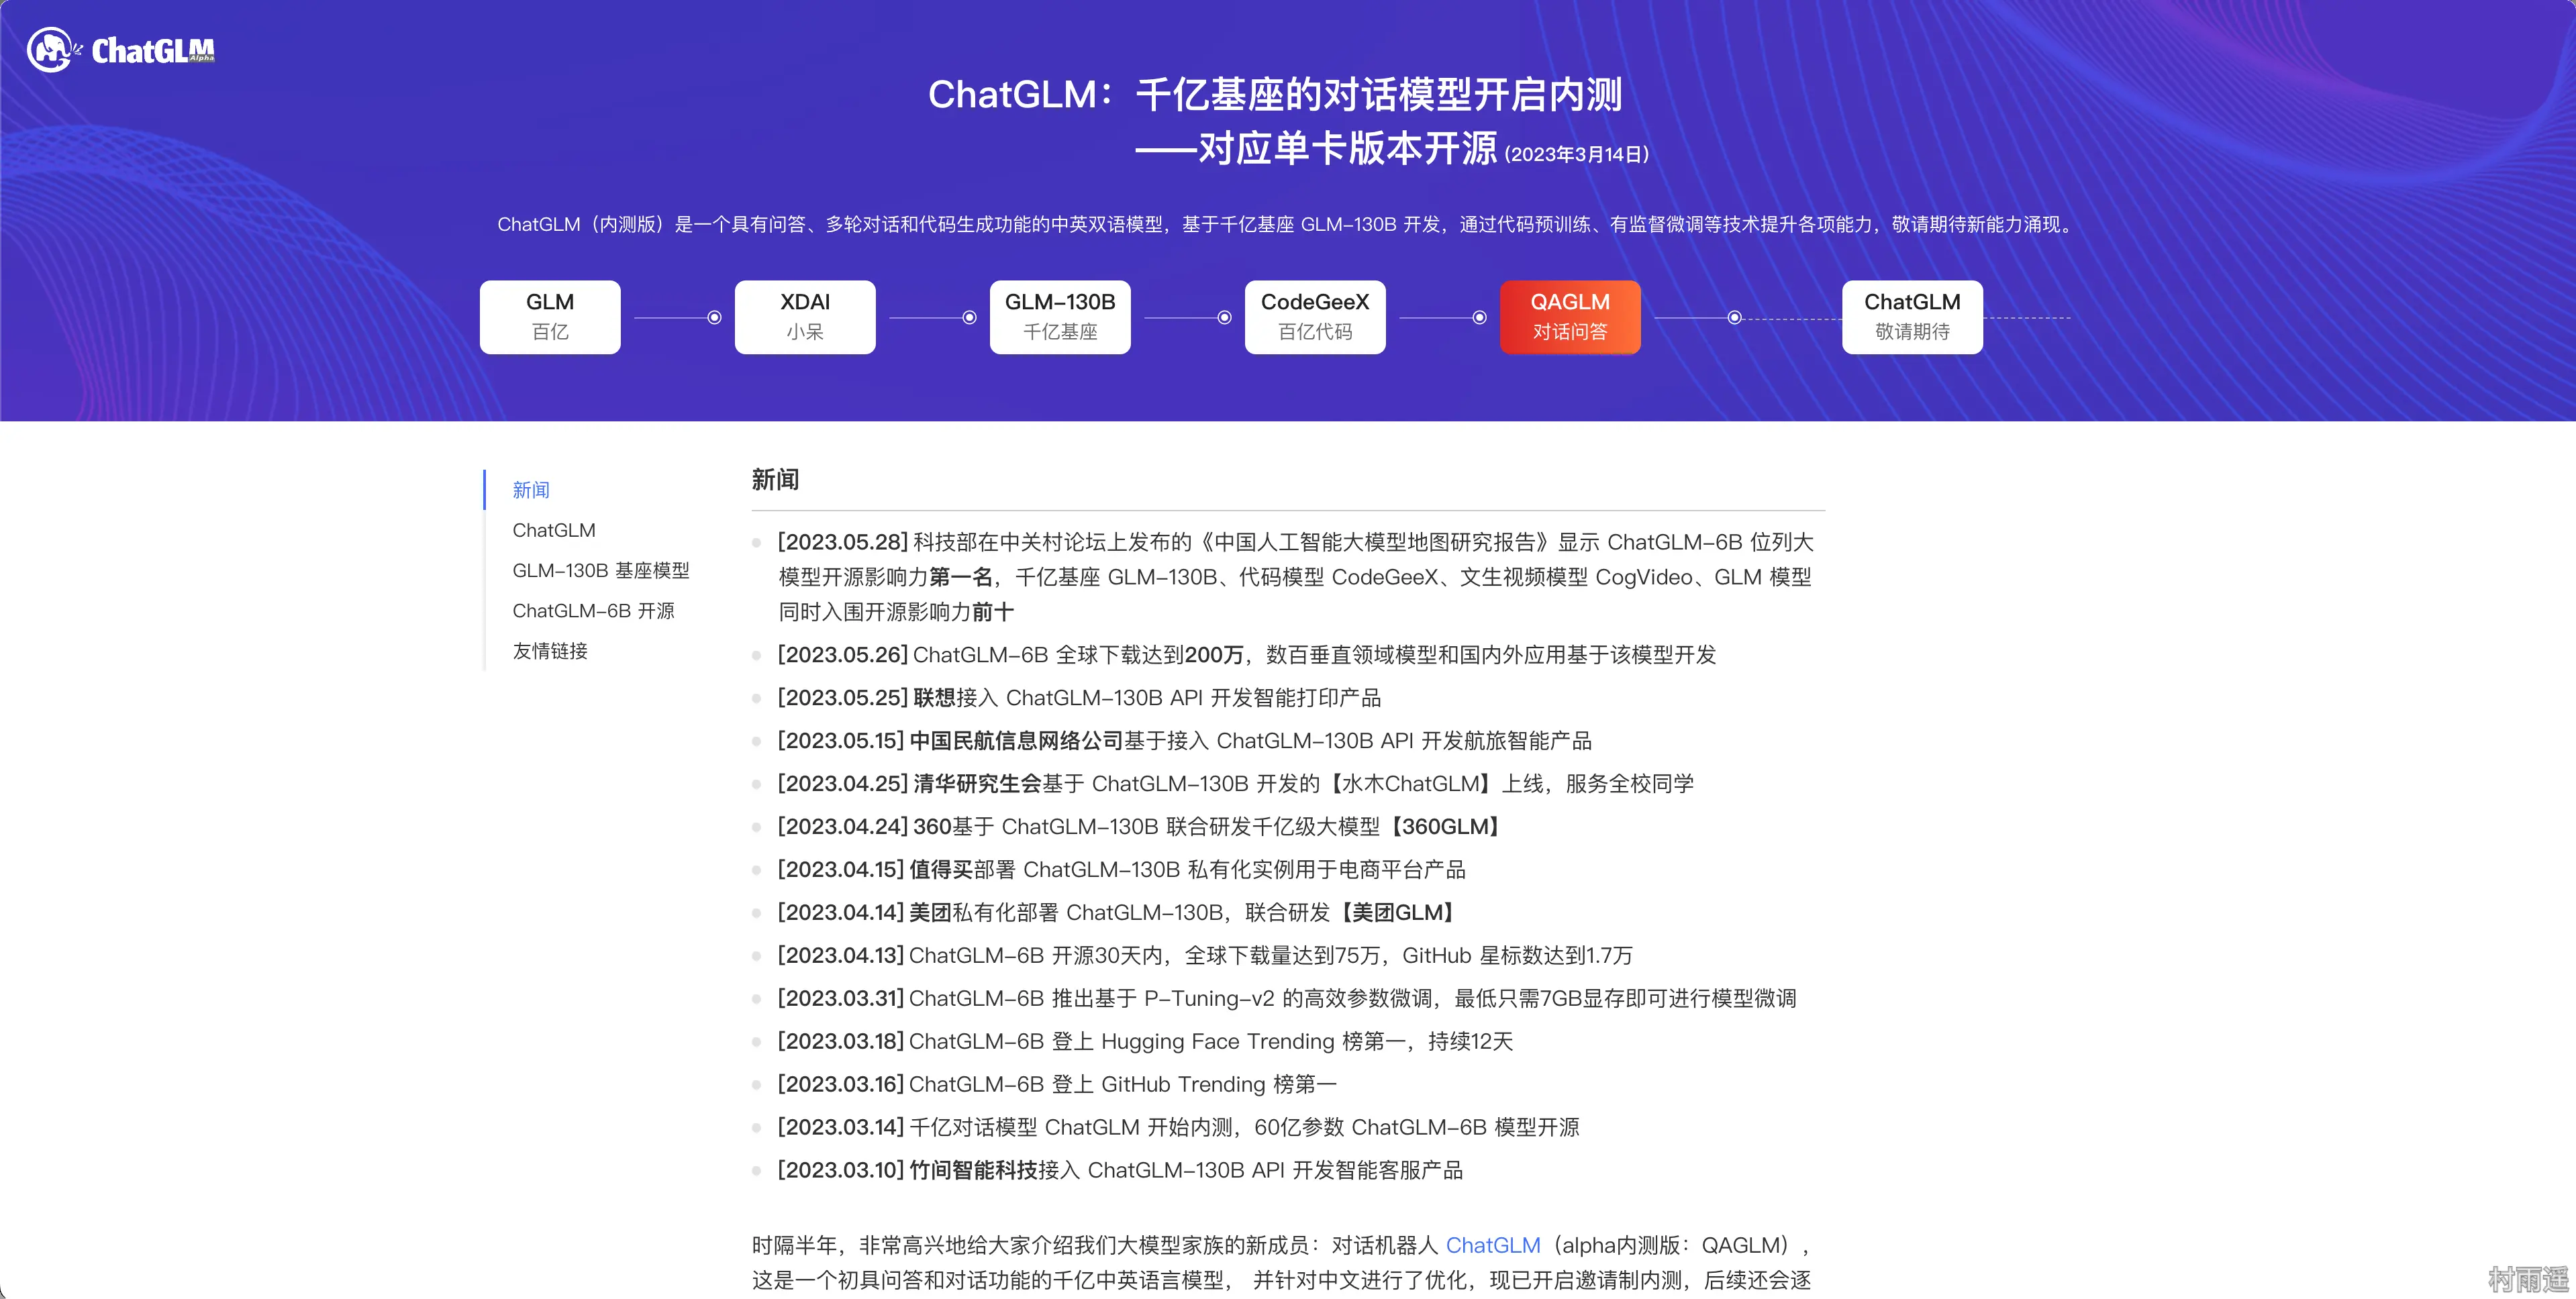 ChatGLM
Alpha
ChatGLM：千亿基座的对话模型开启内测
——对应单卡版本开源 (2023年3月14日)
ChatGLM（内测版）是一个具有问答、多轮对话和代码生成功能的中英双语模型，基于千亿基座 GLM-130B 开发，通过代码预训练、有监督微调等技术提升各项能力，敬请期待新能力涌现。
GLM
百亿
XDAI
小呆
GLM-130B
千亿基座
CodeGeeX
百亿代码
QAGLM
对话问答
ChatGLM
敬请期待
新闻
ChatGLM
GLM-130B 基座模型
ChatGLM-6B 开源
友情链接
新闻
[2023.05.28] 科技部在中关村论坛上发布的《中国人工智能大模型地图研究报告》显示 ChatGLM-6B 位列大
模型开源影响力第一名，千亿基座 GLM-130B、代码模型 CodeGeeX、文生视频模型 CogVideo、GLM 模型
同时入围开源影响力前十
[2023.05.26] ChatGLM-6B 全球下载达到200万，数百垂直领域模型和国内外应用基于该模型开发
[2023.05.25] 联想接入 ChatGLM-130B API 开发智能打印产品
[2023.05.15] 中国民航信息网络公司基于接入 ChatGLM-130B API 开发航旅智能产品
[2023.04.25] 清华研究生会基于 ChatGLM-130B 开发的【水木ChatGLM】上线，服务全校同学
[2023.04.24] 360基于 ChatGLM-130B 联合研发千亿级大模型【360GLM】
[2023.04.15] 值得买部署 ChatGLM-130B 私有化实例用于电商平台产品
[2023.04.14] 美团私有化部署 ChatGLM-130B，联合研发【美团GLM】
[2023.04.13] ChatGLM-6B 开源30天内，全球下载量达到75万，GitHub 星标数达到1.7万
[2023.03.31] ChatGLM-6B 推出基于 P-Tuning-v2 的高效参数微调，最低只需7GB显存即可进行模型微调
[2023.03.18] ChatGLM-6B 登上 Hugging Face Trending 榜第一，持续12天
[2023.03.16] ChatGLM-6B 登上 GitHub Trending 榜第一
[2023.03.14] 千亿对话模型 ChatGLM 开始内测，60亿参数 ChatGLM-6B 模型开源
[2023.03.10] 竹间智能科技接入 ChatGLM-130B API 开发智能客服产品
时隔半年，非常高兴地给大家介绍我们大模型家族的新成员：对话机器人 ChatGLM（alpha内测版：QAGLM），
这是一个初具问答和对话功能的千亿中英语言模型， 并针对中文进行了优化，现已开启邀请制内测，后续还会逐
村雨遥